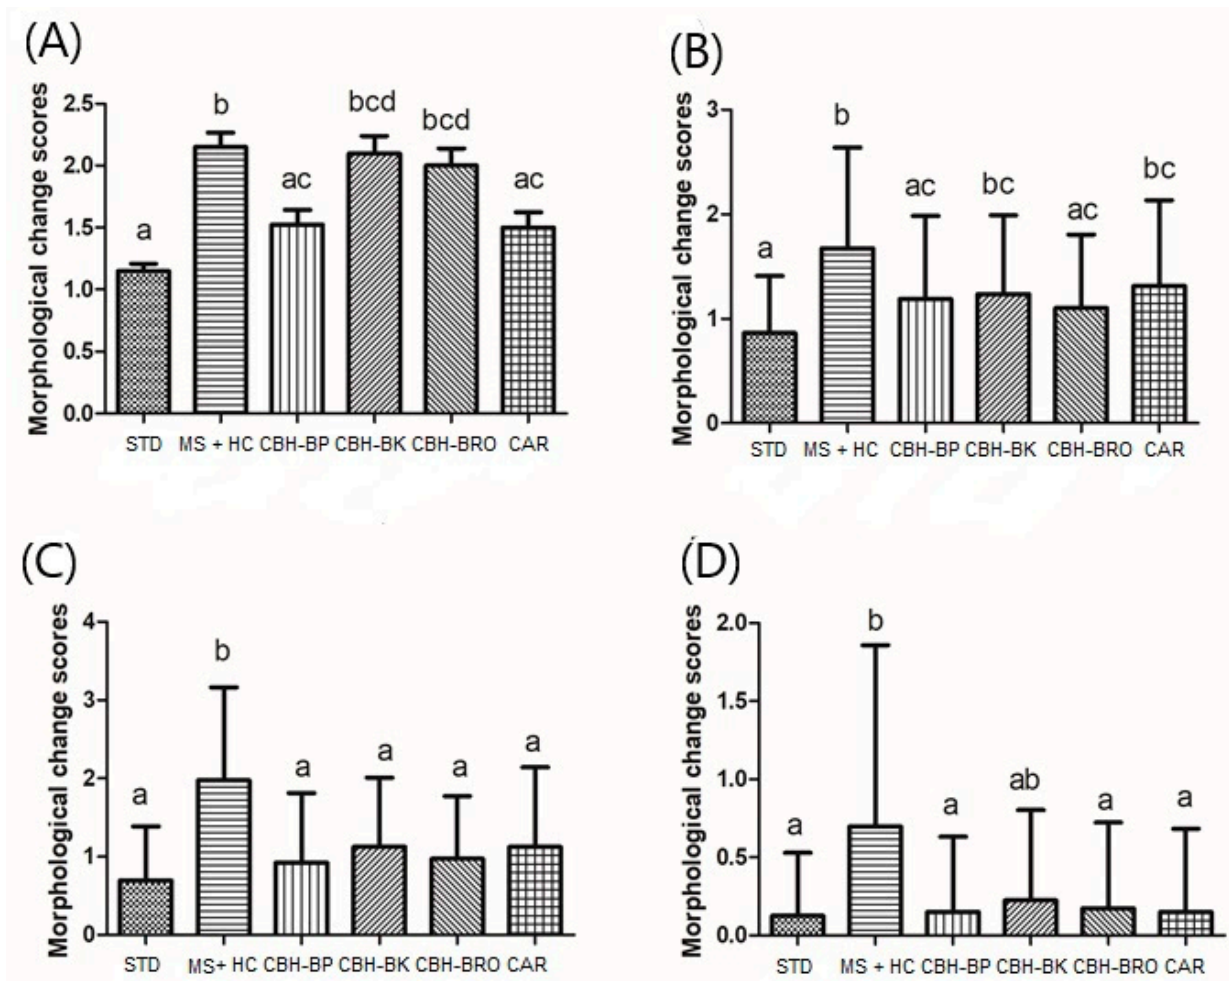 (A)
Morphological change scores
2.5
2.0
1.5
1.0
0.5
0.0
a
b
ac
bcd
bcd
ac
STD MS + HC CBH-BP CBH-BK CBH-BRO CAR
(B)
Morphological change scores
3
2
1
0
a
b
ac
bc
ac
bc
STD MS + HC CBH-BP CBH-BK CBH-BRO CAR
(C)
Morphological change scores
4
3
2
1
0
a
b
a
a
a
a
STD MS+ HC CBH-BP CBH-BK CBH-BRO CAR
(D)
Morphological change scores
2.0
1.5
1.0
0.5
0.0
a
b
a
ab
a
a
STD MS + HC CBH-BP CBH-BK CBH-BRO CAR